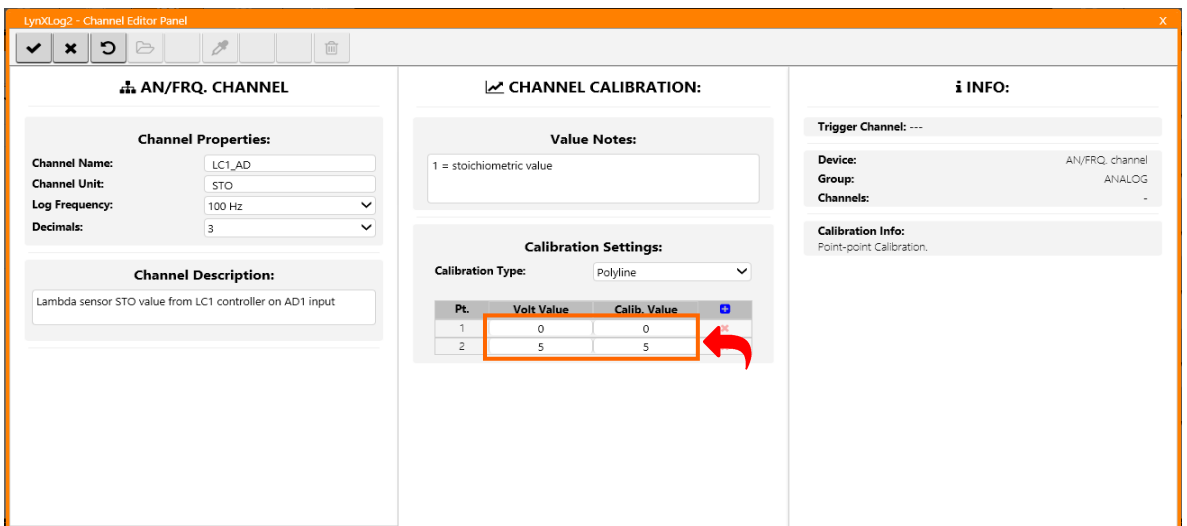 LynXLog2 - Channel Editor Panel
X
AN/FRQ. CHANNEL
Channel Properties:
Channel Name: LC1_AD
Channel Unit: STO
Log Frequency: 100 Hz
Decimals: 3
Channel Description:
Lambda sensor STO value from LC1 controller on AD1 input
CHANNEL CALIBRATION:
Value Notes:
1 = stoichiometric value
Calibration Settings:
Calibration Type: Polyline
Pt. Volt Value Calib. Value
1 0 0
2 5 5
INFO:
Trigger Channel: ---
Device: AN/FRQ. channel
Group: ANALOG
Channels: -
Calibration Info:
Point-point Calibration.